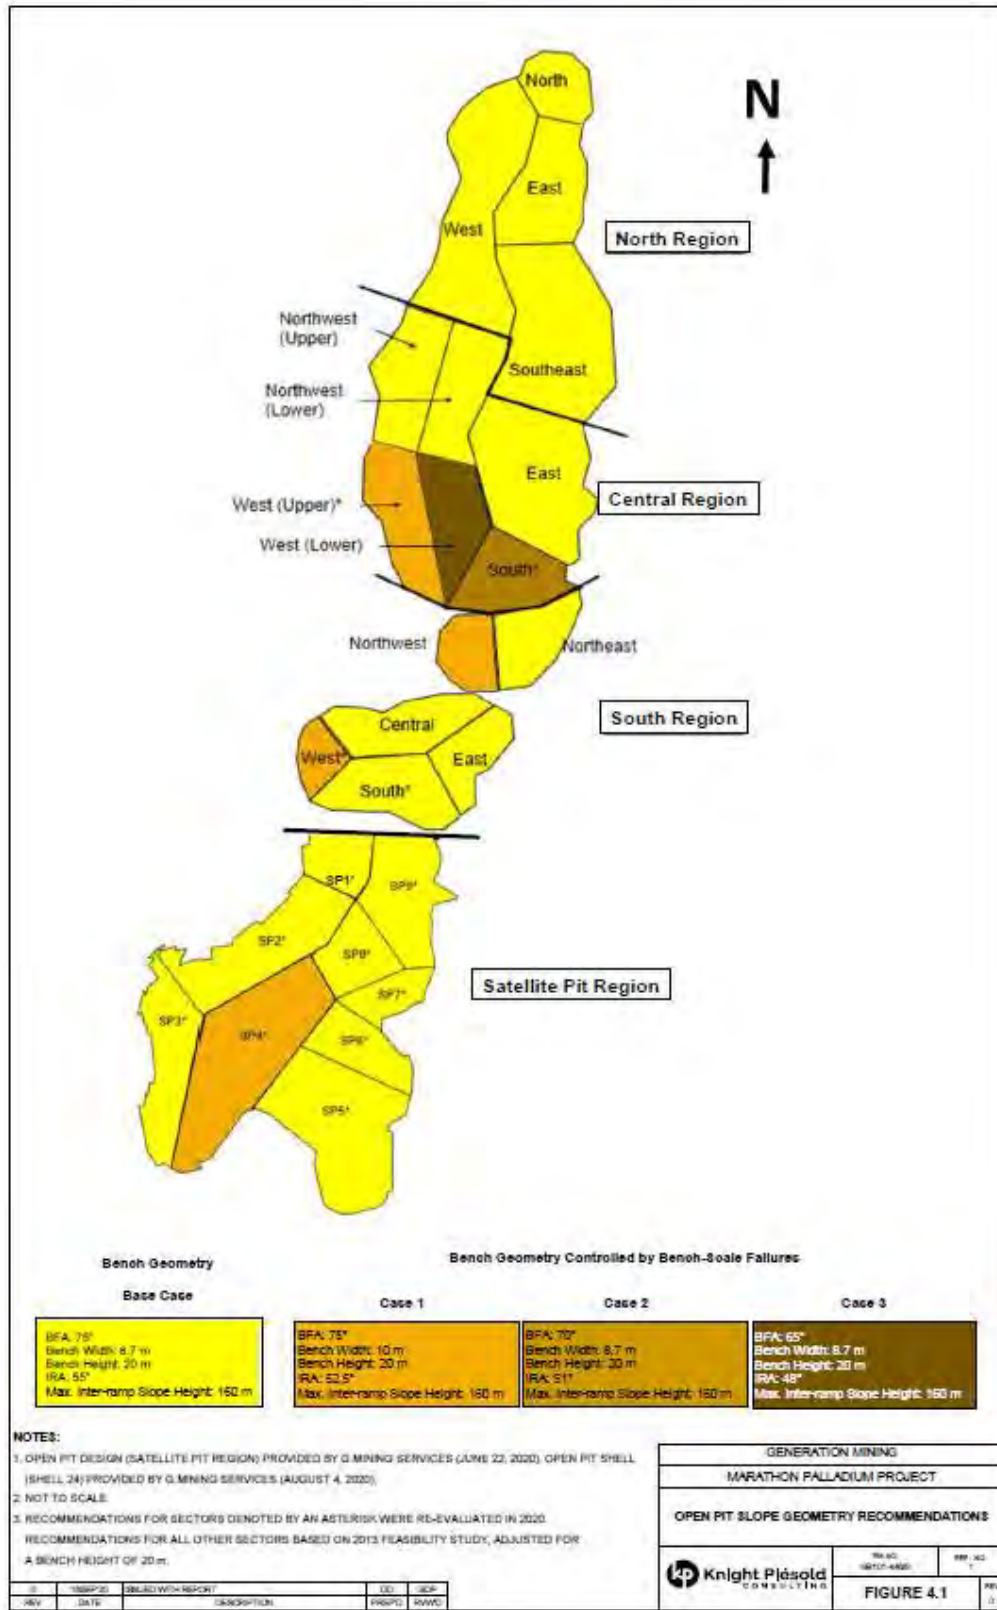 North
N
East
North Region
West
Northwest
(Upper)
Southeast
Northwest
(Lower)
East
Central Region
West (Upper)*
West (Lower)
South*
Northwest
Northeast
South Region
Central
West*
East
South*
SP1*
SP9*
SP2*
SP8*
Satellite Pit Region
SP7*
SP3*
SP4*
SP6*
SP5*
Bench Geometry
Bench Geometry Controlled by Bench-Scale Failures
Base Case
Case 1
Case 2
Case 3
BFA: 75°
Bench Width: 8.7 m
Bench Height: 20 m
IRA: 55°
Max. Inter-ramp Slope Height: 160 m
BFA: 75°
Bench Width: 10 m
Bench Height: 20 m
IRA: 52.5°
Max. Inter-ramp Slope Height: 160 m
BFA: 70°
Bench Width: 8.7 m
Bench Height: 20 m
IRA: 51°
Max. Inter-ramp Slope Height: 160 m
BFA: 65°
Bench Width: 8.7 m
Bench Height: 20 m
IRA: 48°
Max. Inter-ramp Slope Height: 160 m
NOTES:
1. OPEN PIT DESIGN (SATELLITE PIT REGION) PROVIDED BY G MINING SERVICES (JUNE 22, 2020). OPEN PIT SHELL
(SHELL 24) PROVIDED BY G MINING SERVICES (AUGUST 4, 2020).
2. NOT TO SCALE.
3. RECOMMENDATIONS FOR SECTORS DENOTED BY AN ASTERISK WERE RE-EVALUATED IN 2020.
RECOMMENDATIONS FOR ALL OTHER SECTORS BASED ON 2013 FEASIBILITY STUDY, ADJUSTED FOR
A BENCH HEIGHT OF 20 m.
GENERATION MINING
MARATHON PALLADIUM PROJECT
OPEN PIT SLOPE GEOMETRY RECOMMENDATIONS
kp Knight Piésold
CONSULTING
REF. NO.
1
FIGURE 4.1
REV
0
0 ISSUED WITH REPORT
REV DATE DESCRIPTION PREP'D RVW'D